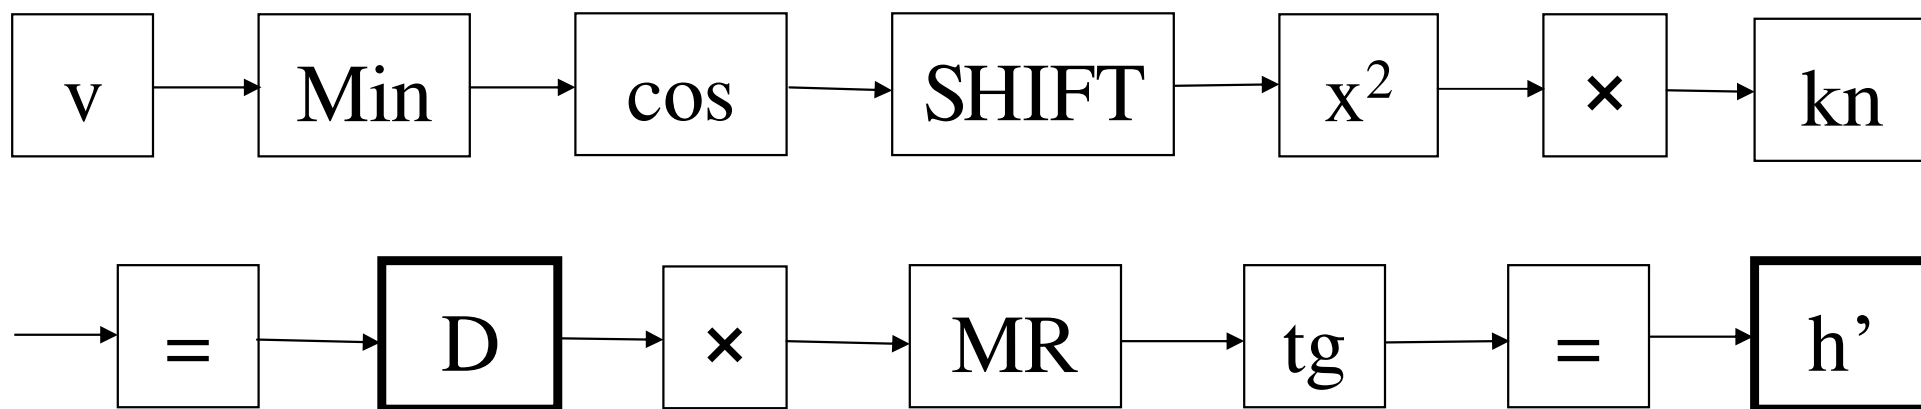 v Min cos SHIFT x² × kn
= D × MR tg = h’